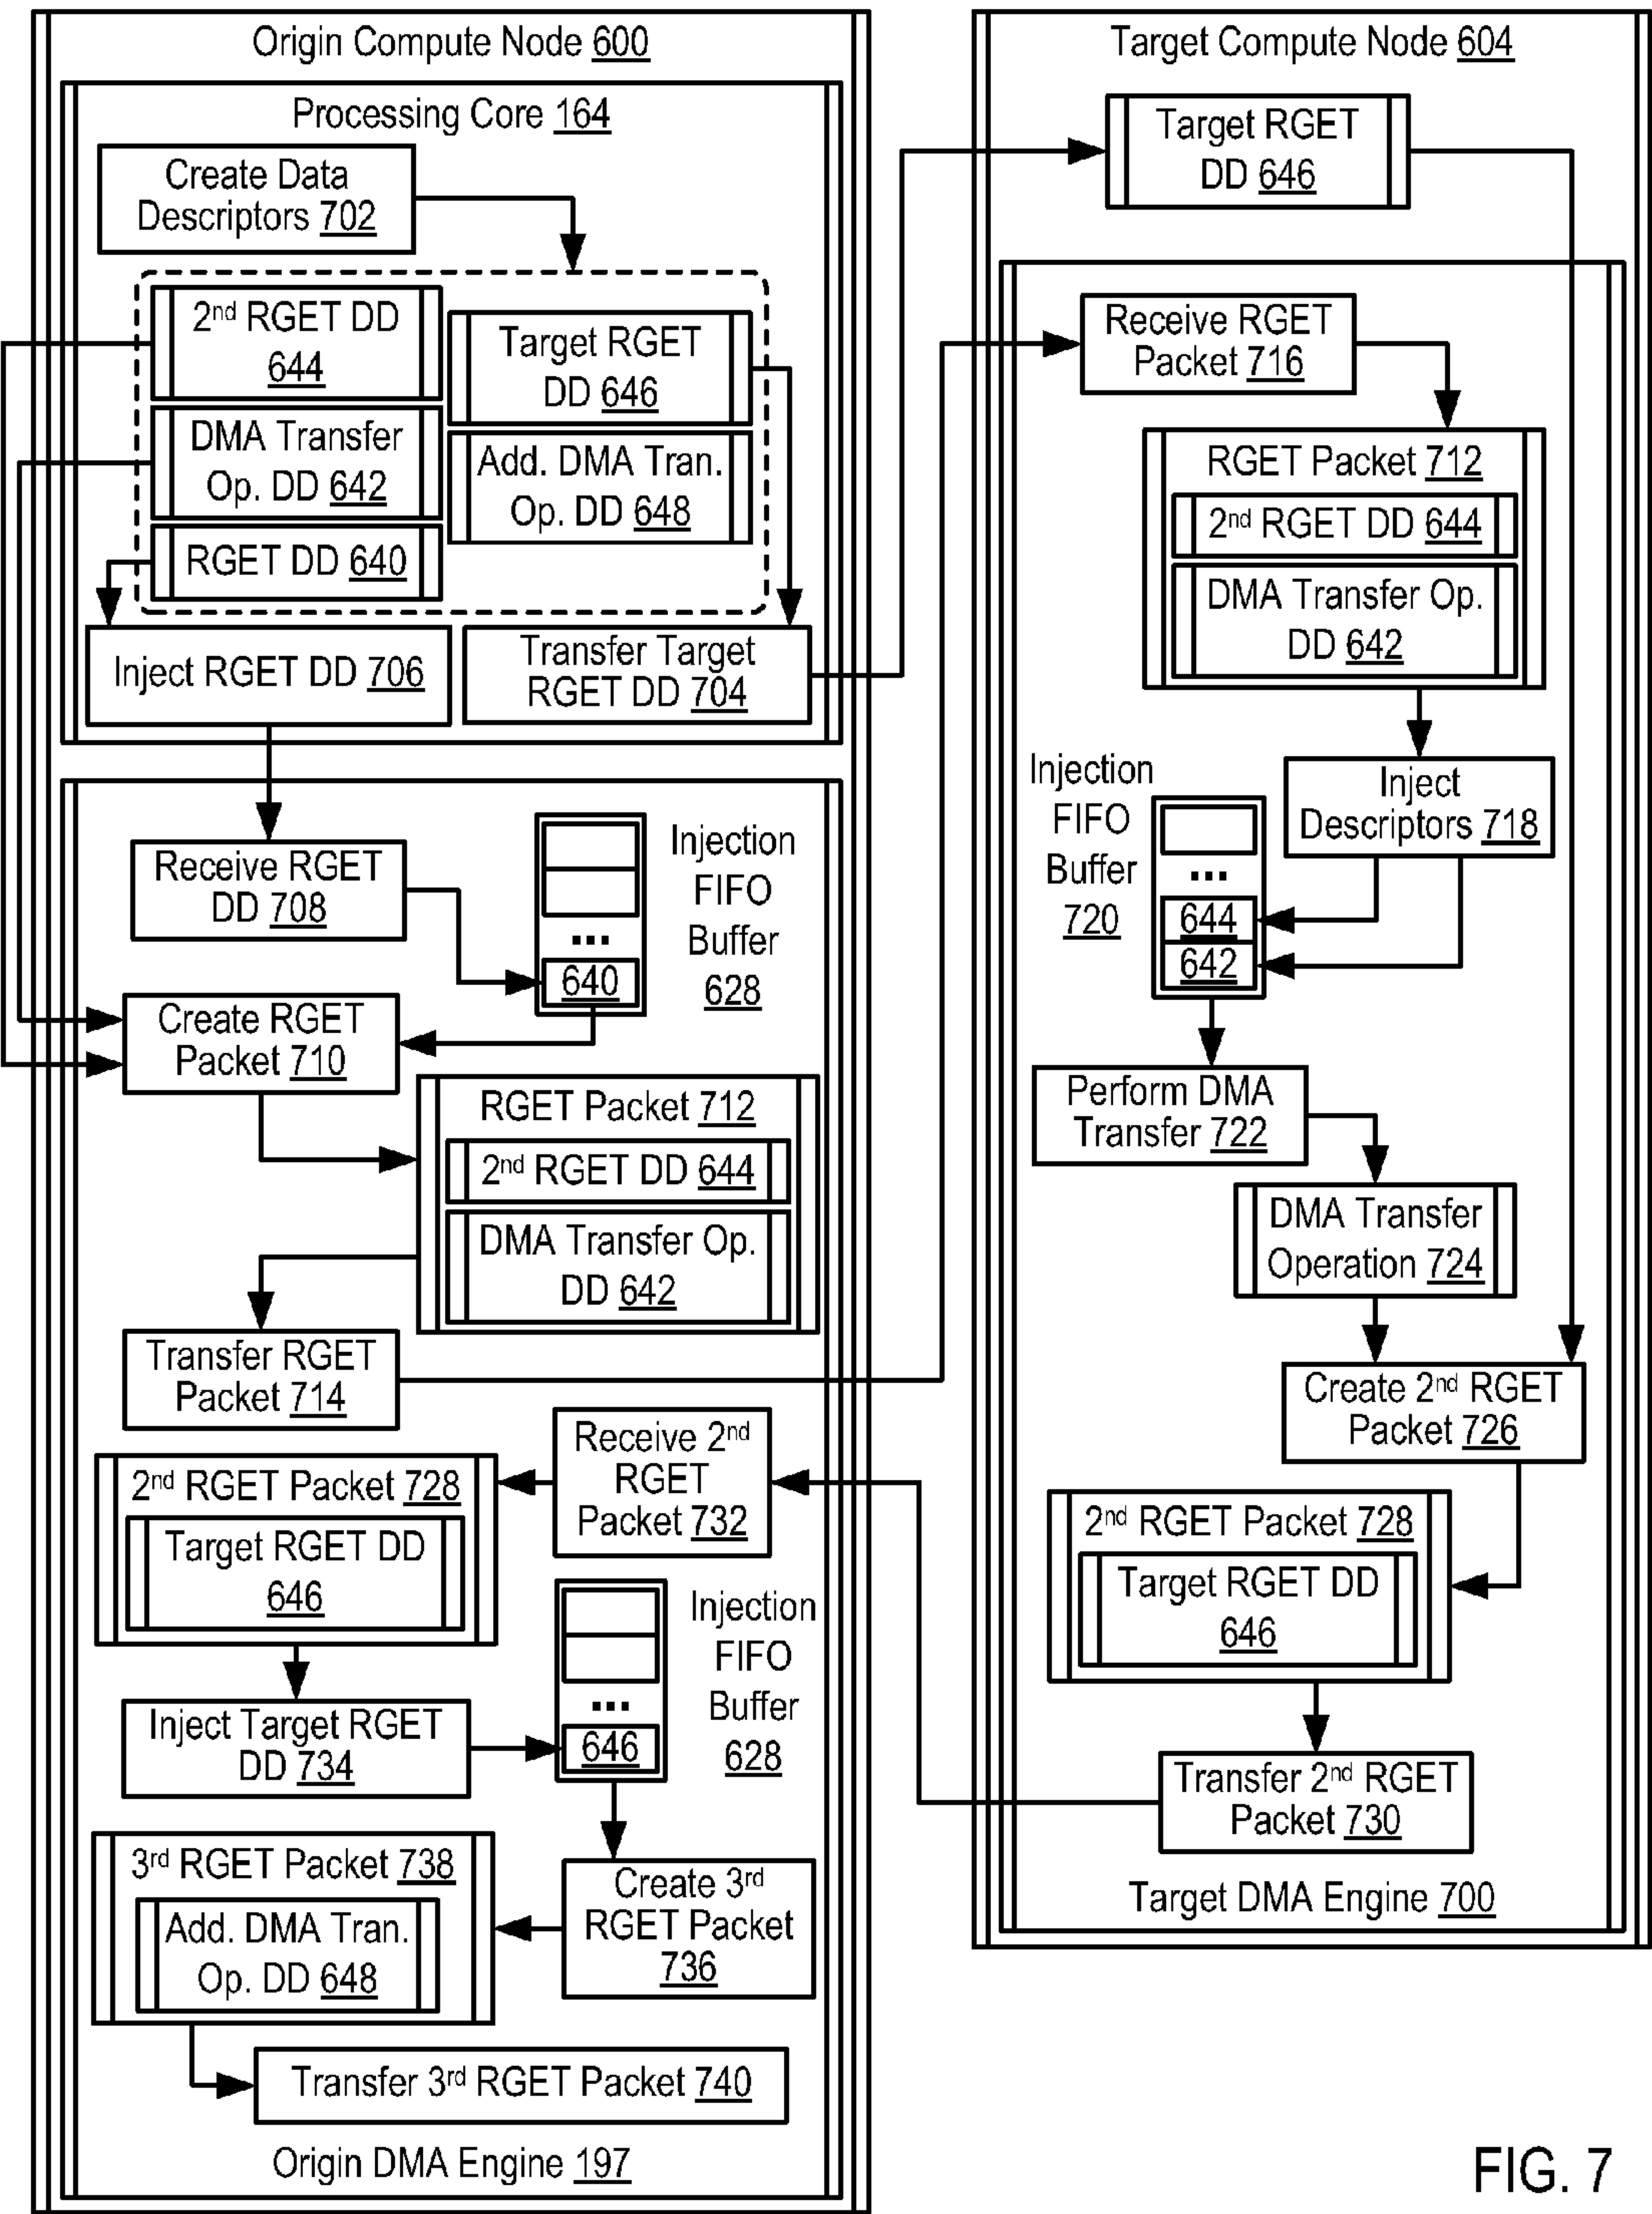 Origin Compute Node 600
Processing Core 164
Create Data
Descriptors 702
2nd RGET DD
644
Target RGET
DD 646
DMA Transfer
Op. DD 642
Add. DMA Tran.
Op. DD 648
RGET DD 640
Inject RGET DD 706
Transfer Target
RGET DD 704
Receive RGET
DD 708
...
640
Injection
FIFO
Buffer
628
Create RGET
Packet 710
RGET Packet 712
2nd RGET DD 644
DMA Transfer Op.
DD 642
Transfer RGET
Packet 714
Receive 2nd
RGET
Packet 732
2nd RGET Packet 728
Target RGET DD
646
Inject Target RGET
DD 734
...
646
Injection
FIFO
Buffer
628
Create 3rd
RGET Packet
736
3rd RGET Packet 738
Add. DMA Tran.
Op. DD 648
Transfer 3rd RGET Packet 740
Origin DMA Engine 197
Target Compute Node 604
Target RGET
DD 646
Receive RGET
Packet 716
RGET Packet 712
2nd RGET DD 644
DMA Transfer Op.
DD 642
Inject
Descriptors 718
Injection
FIFO
Buffer
720
...
644
642
Perform DMA
Transfer 722
DMA Transfer
Operation 724
Create 2nd RGET
Packet 726
2nd RGET Packet 728
Target RGET DD
646
Transfer 2nd RGET
Packet 730
Target DMA Engine 700
FIG. 7